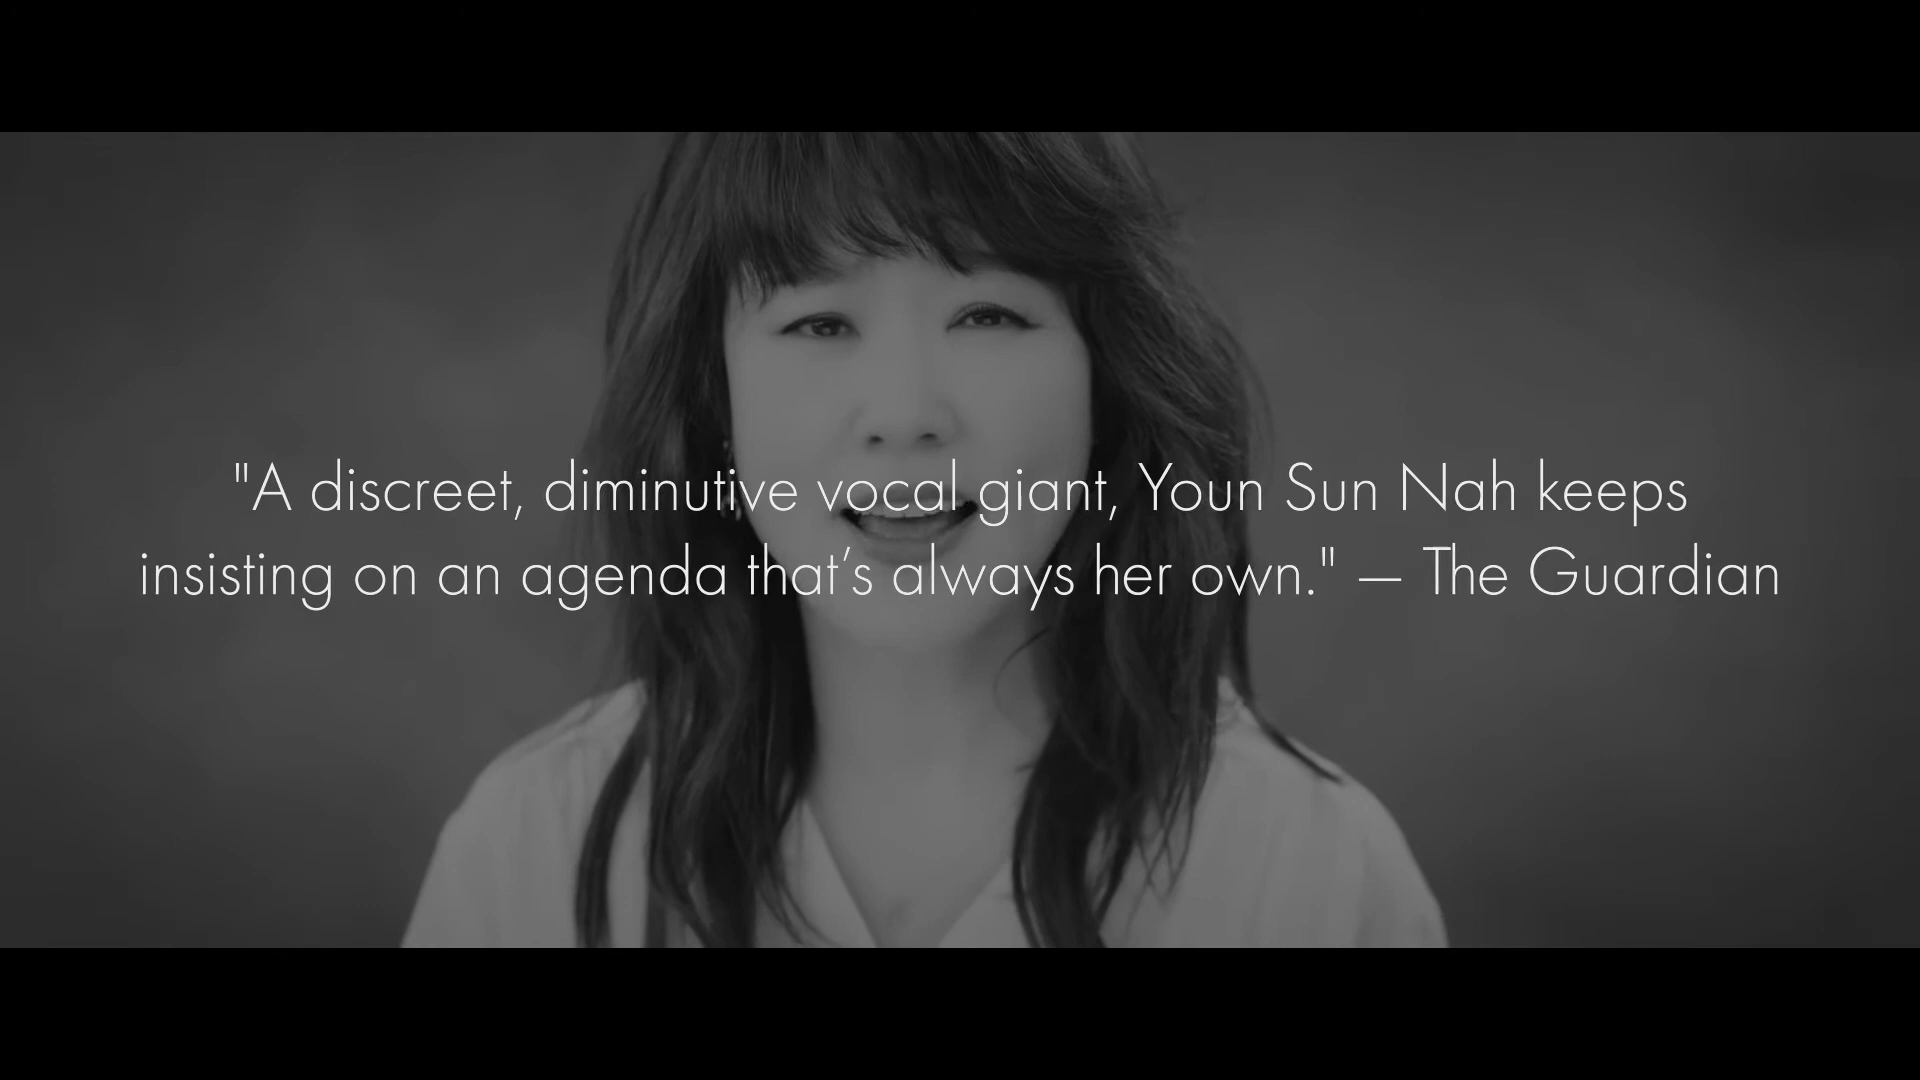 "A discreet, diminutive vocal giant, Youn Sun Nah keeps
insisting on an agenda that’s always her own." – The Guardian